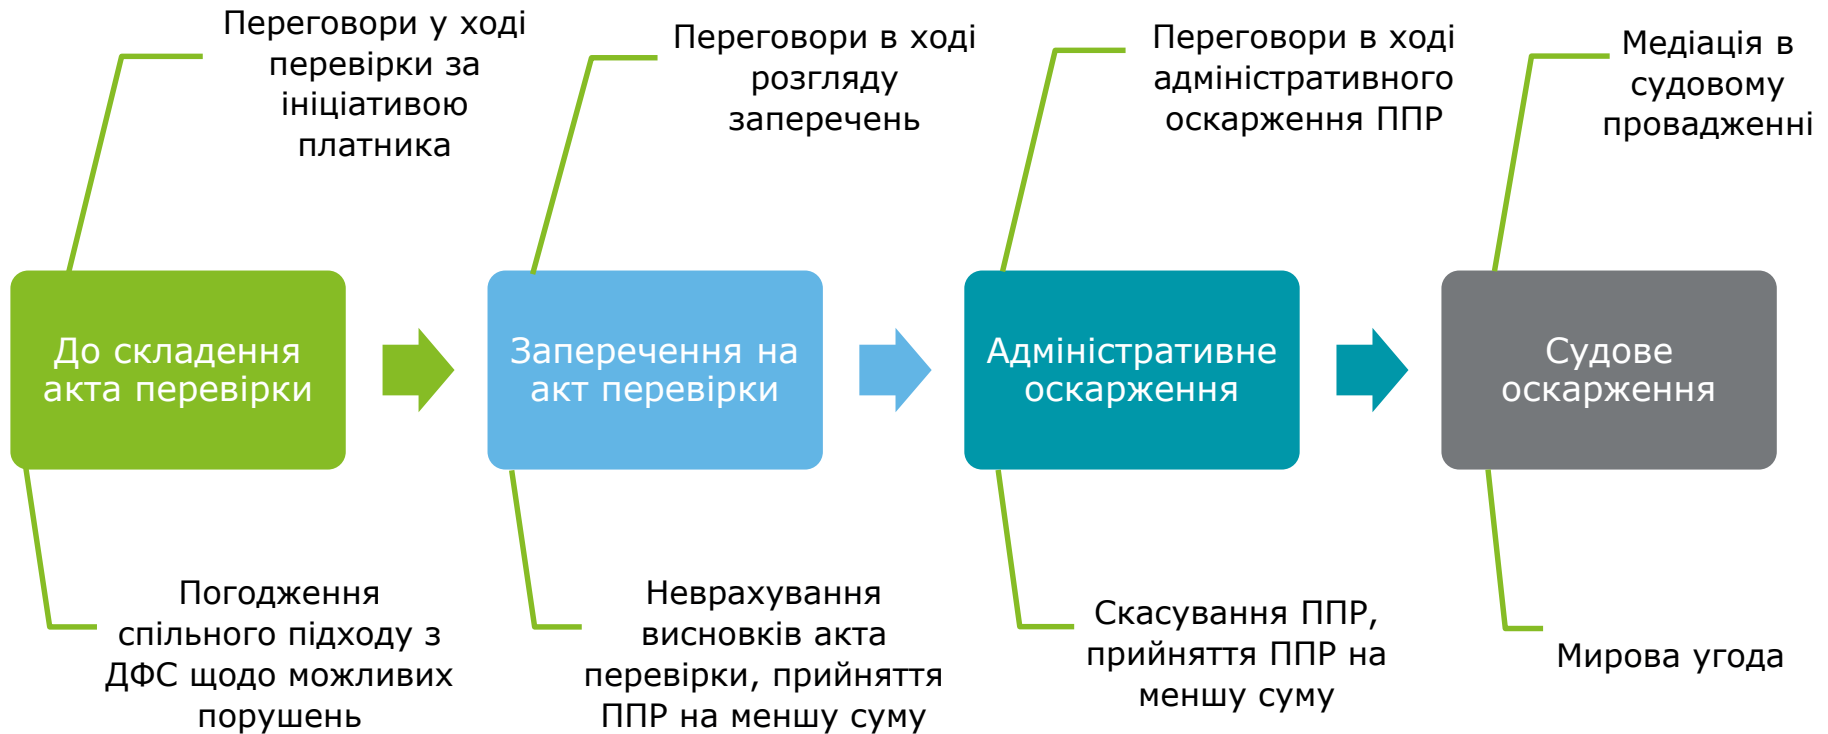 Переговори у ході
перевірки за
ініціативою
платника
Переговори в ході
розгляду
заперечень
Переговори в ході
адміністративного
оскарження ППР
Медіація в
судовому
провадженні
До складення
акта перевірки
Заперечення на
акт перевірки
Адміністративне
оскарження
Судове
оскарження
Погодження
спільного підходу з
ДФС щодо можливих
порушень
Неврахування
висновків акта
перевірки, прийняття
ППР на меншу суму
Скасування ППР,
прийняття ППР на
меншу суму
Мирова угода